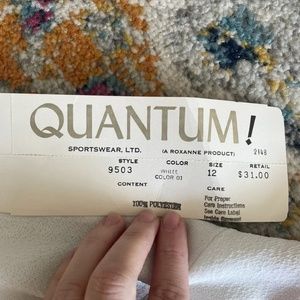 QUANTUM!
SPORTSWEAR, LTD. (A ROXANNE PRODUCT) 2148
STYLE COLOR SIZE RETAIL
9503 WHITE 12 $31.00
COLOR 01
CONTENT CARE
100% POLYESTER
For Proper
Care Instructions
See Care Label
Inside Garment